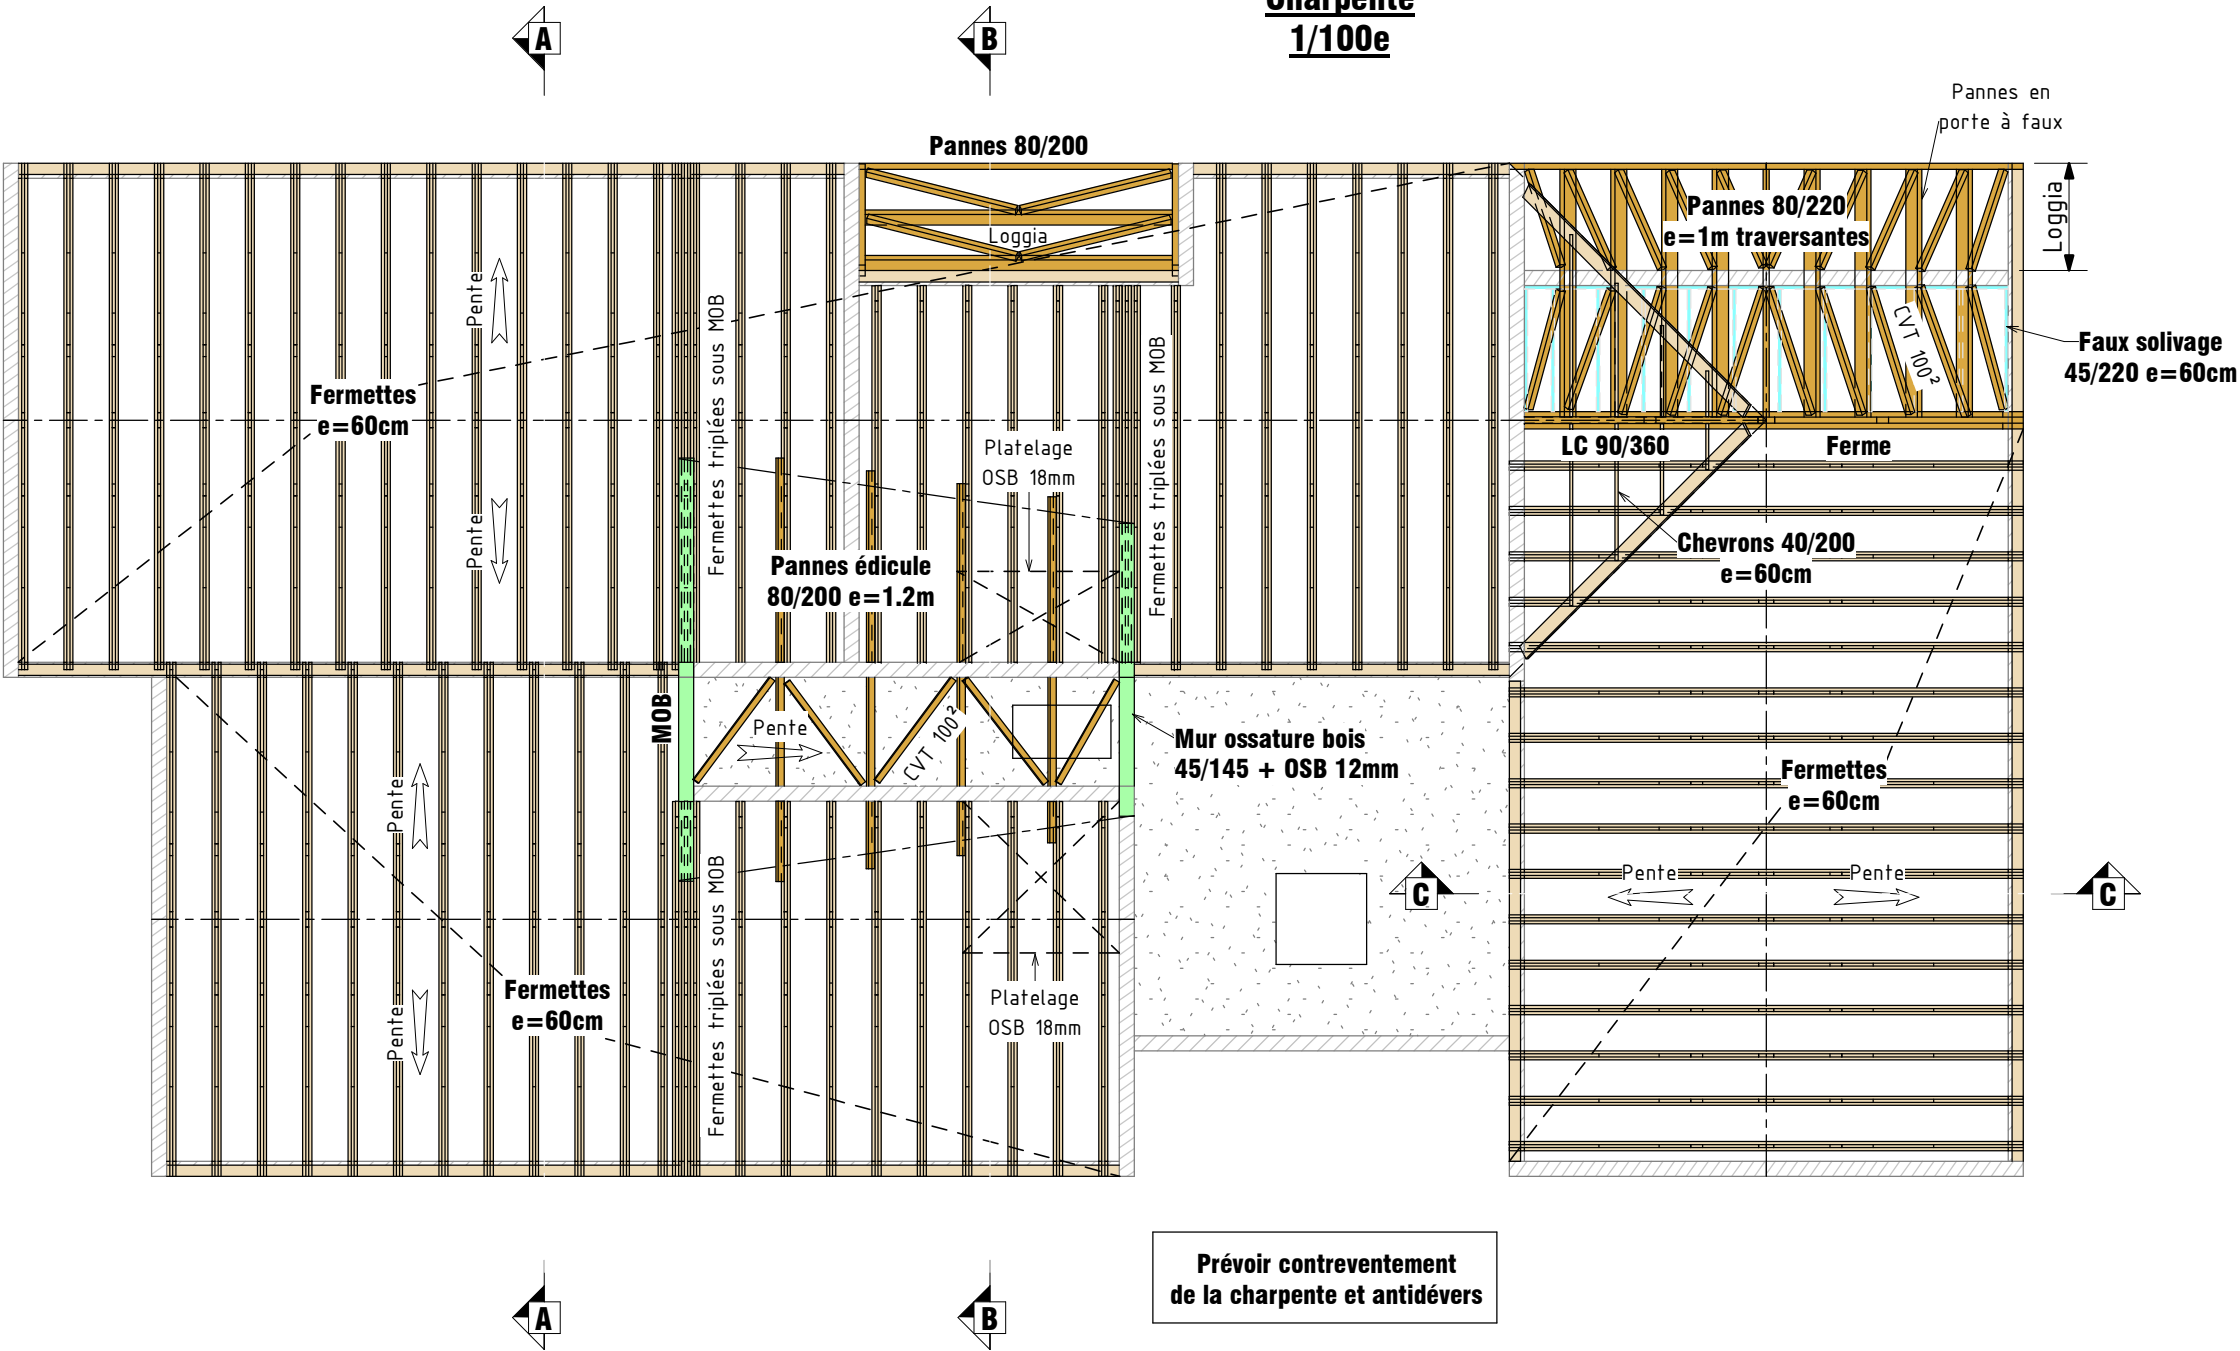 Charpente
1/100e
A
B
Pannes en
porte à faux
Pannes 80/200
Loggia
Pannes 80/220
e=1m traversantes
Loggia
Pente
Fermettes triplées sous MOB
Fermettes triplées sous MOB
CVT 100²
Faux solivage
45/220 e=60cm
Fermettes
e=60cm
Platelage
OSB 18mm
LC 90/360
Ferme
Pente
Pannes édicule
80/200 e=1.2m
Chevrons 40/200
e=60cm
MOB
Pente
CVT 100²
Mur ossature bois
45/145 + OSB 12mm
Fermettes
e=60cm
Pente
Fermettes triplées sous MOB
Pente
Pente
C
C
Fermettes
e=60cm
Pente
Platelage
OSB 18mm
Prévoir contreventement
de la charpente et antidévers
A
B